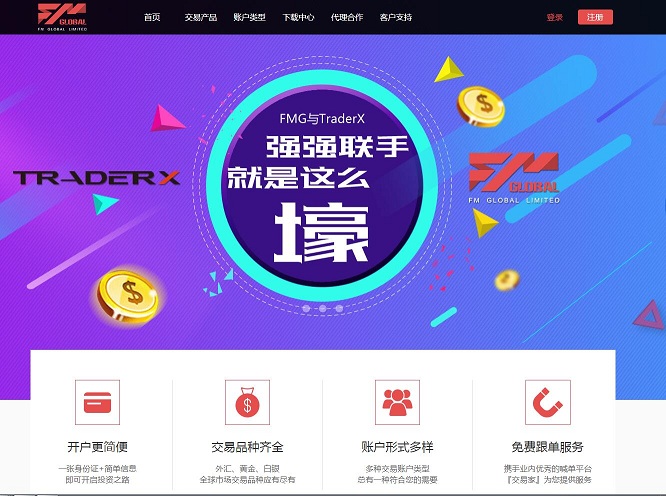 FM
GLOBAL
FM GLOBAL LIMITED
首页 交易产品 账户类型 下载中心 代理合作 客户支持 登录 注册
FMG与TraderX
强强联手
就是这么
壕
TRADERX
FM
GLOBAL
FM GLOBAL LIMITED
开户更简便
一张身份证+简单信息
即可开启投资之路
交易品种齐全
外汇、黄金、白银
全球市场交易品种应有尽有
账户形式多样
多种交易账户类型
总有一种符合您的需要
免费跟单服务
携手业内优秀的喊单平台
『交易家』为您提供服务